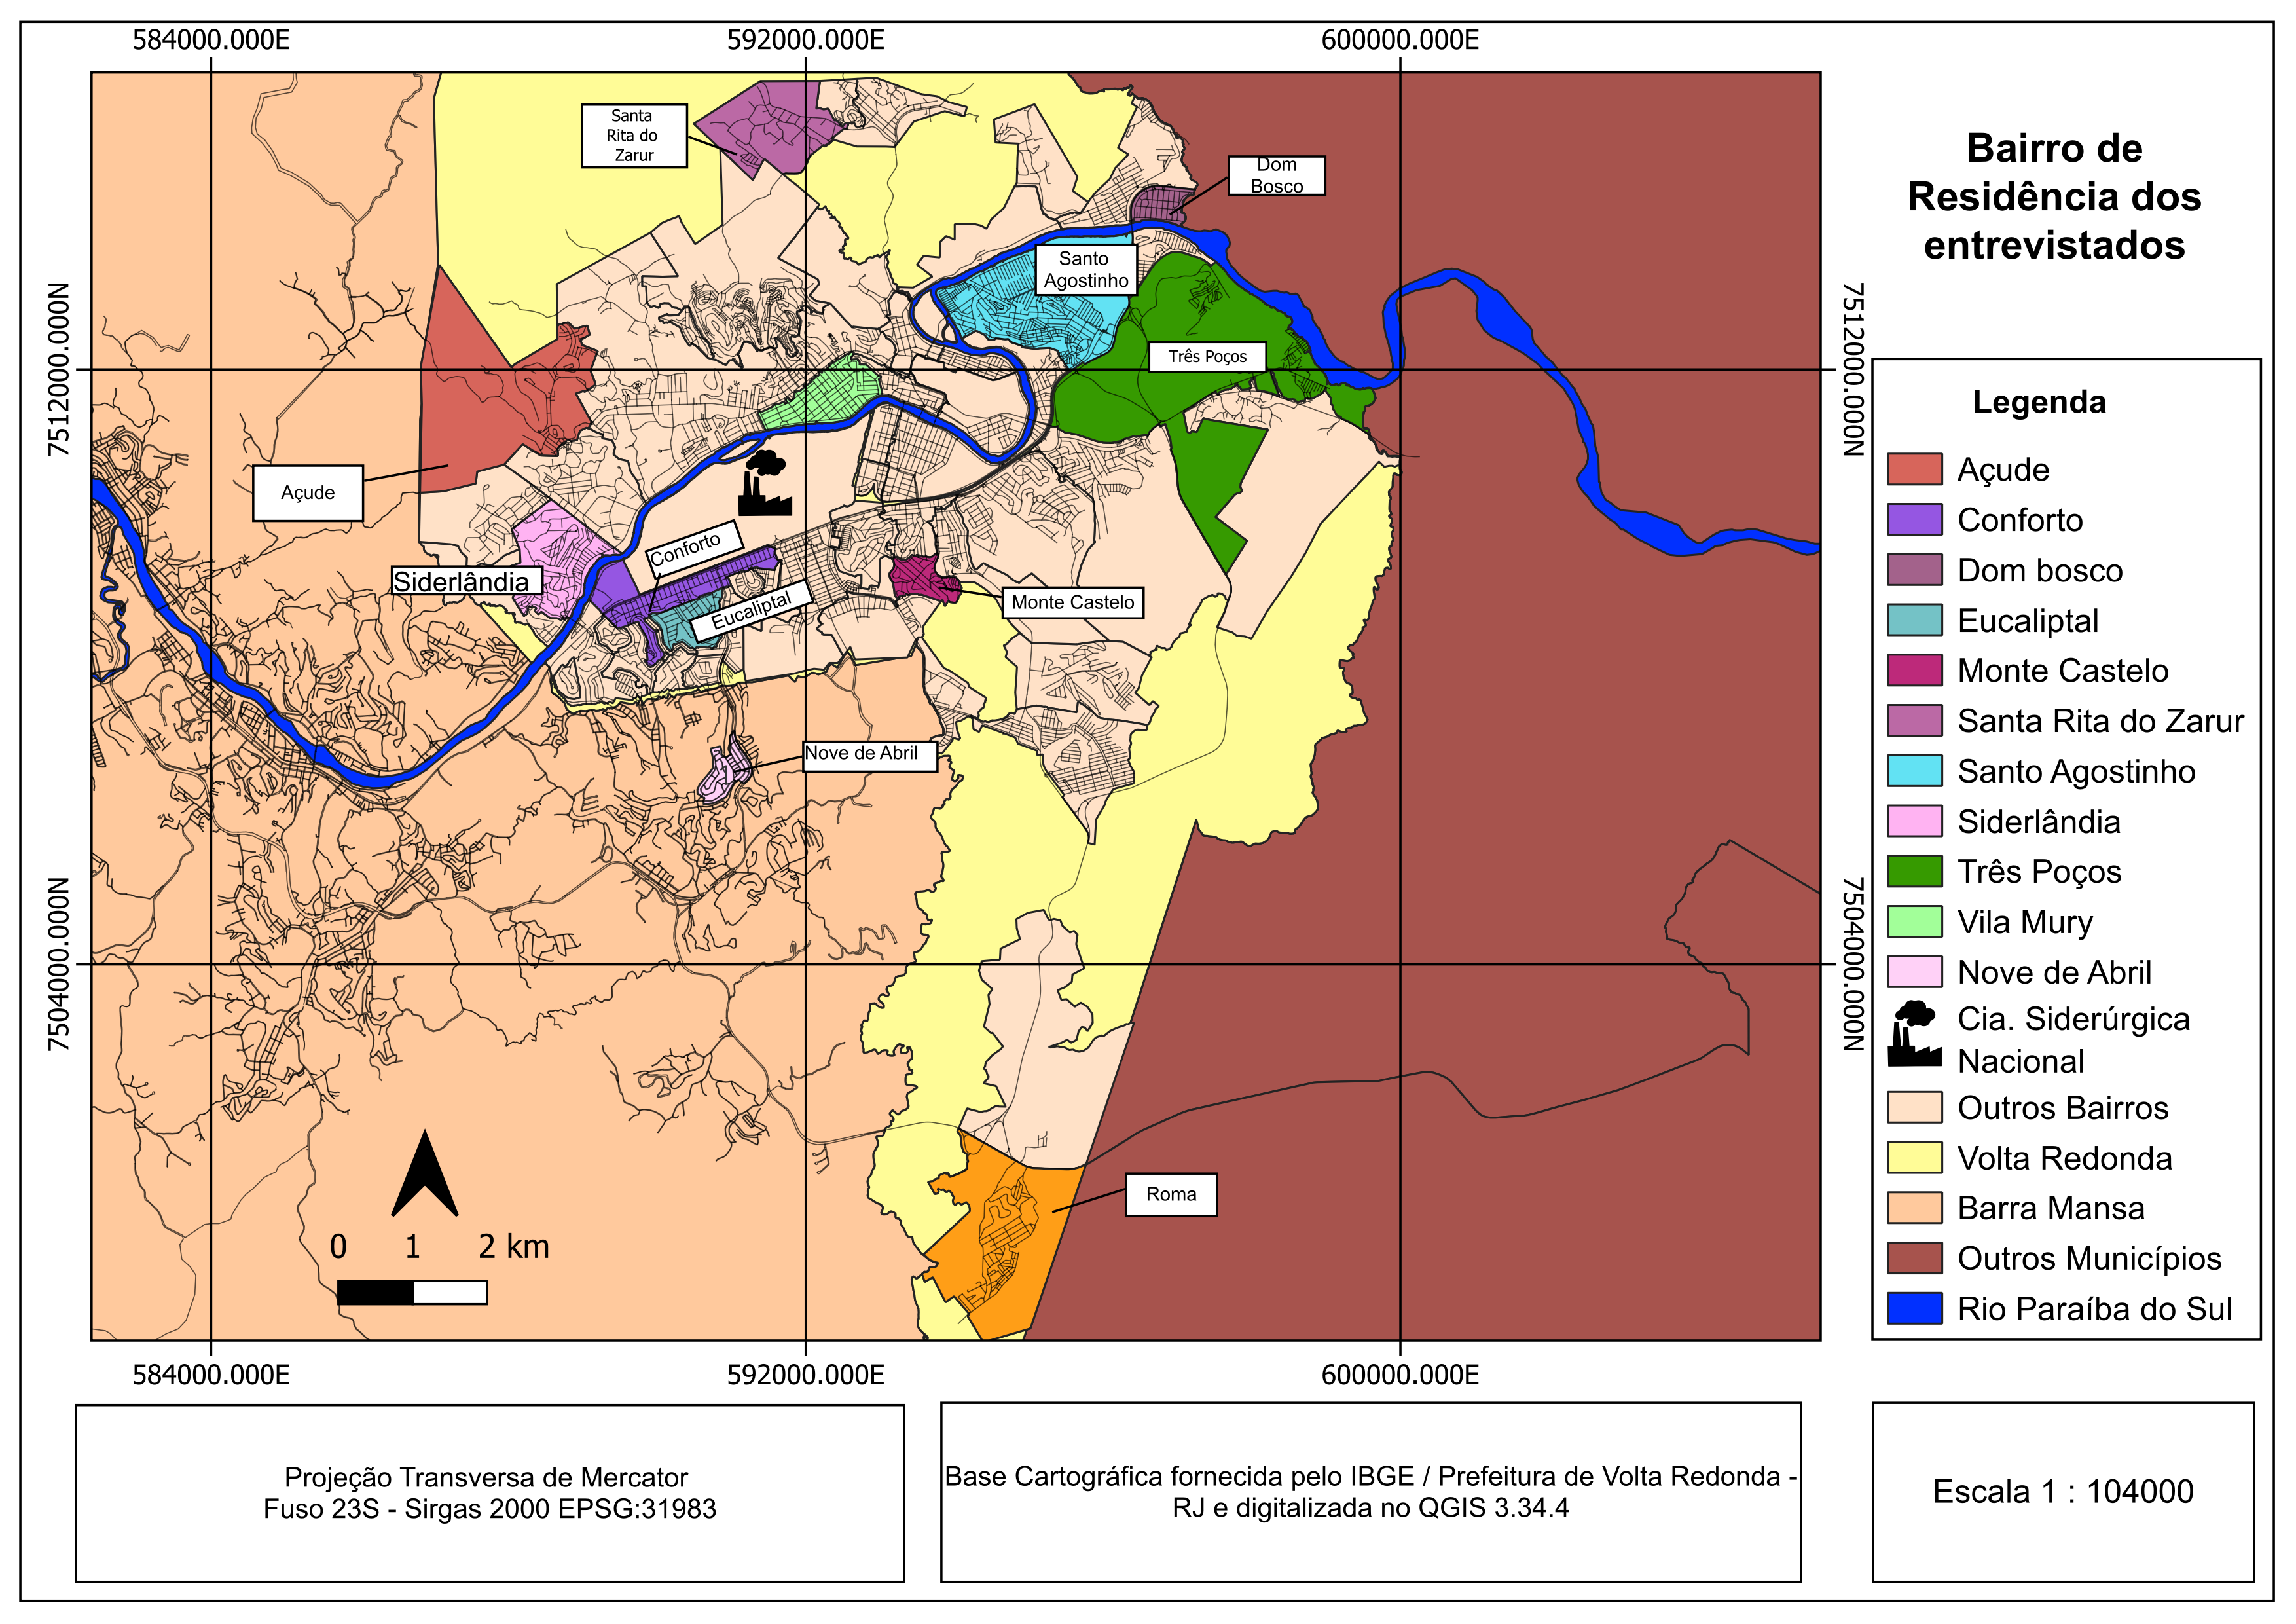 584000.000E
592000.000E
600000.000E
Bairro de
Residência dos
entrevistados
Santa
Rita do
Zarur
Dom
Bosco
Santo
Agostinho
Três Poços
7512000.000N
7512000.000N
Açude
Conforto
Siderlândia
Eucaliptal
Monte Castelo
Nove de Abril
7504000.000N
7504000.000N
Roma
0 1 2 km
584000.000E
592000.000E
600000.000E
Legenda
Açude
Conforto
Dom bosco
Eucaliptal
Monte Castelo
Santa Rita do Zarur
Santo Agostinho
Siderlândia
Três Poços
Vila Mury
Nove de Abril
Cia. Siderúrgica
Nacional
Outros Bairros
Volta Redonda
Barra Mansa
Outros Municípios
Rio Paraíba do Sul
Projeção Transversa de Mercator
Fuso 23S - Sirgas 2000 EPSG:31983
Base Cartográfica fornecida pelo IBGE / Prefeitura de Volta Redonda -
RJ e digitalizada no QGIS 3.34.4
Escala 1 : 104000